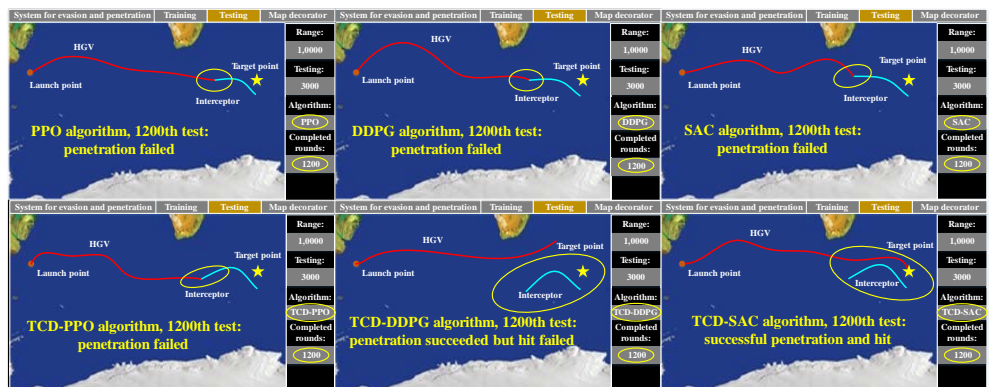 System for evasion and penetration Training Testing Map decorator
HGV
Launch point
Target point
Interceptor
PPO algorithm, 1200th test:
penetration failed
Range:
1,0000
Testing:
3000
Algorithm:
PPO
Completed
rounds:
1200
System for evasion and penetration Training Testing Map decorator
HGV
Launch point
Target point
Interceptor
DDPG algorithm, 1200th test:
penetration failed
Range:
1,0000
Testing:
3000
Algorithm:
DDPG
Completed
rounds:
1200
System for evasion and penetration Training Testing Map decorator
HGV
Launch point
Target point
Interceptor
SAC algorithm, 1200th test:
penetration failed
Range:
1,0000
Testing:
3000
Algorithm:
SAC
Completed
rounds:
1200
System for evasion and penetration Training Testing Map decorator
HGV
Launch point
Target point
Interceptor
TCD-PPO algorithm, 1200th test:
penetration failed
Range:
1,0000
Testing:
3000
Algorithm:
TCD-PPO
Completed
rounds:
1200
System for evasion and penetration Training Testing Map decorator
HGV
Launch point
Target point
Interceptor
TCD-DDPG algorithm, 1200th test:
penetration succeeded but hit failed
Range:
1,0000
Testing:
3000
Algorithm:
TCD-DDPG
Completed
rounds:
1200
System for evasion and penetration Training Testing Map decorator
HGV
Launch point
Target point
Interceptor
TCD-SAC algorithm, 1200th test:
successful penetration and hit
Range:
1,0000
Testing:
3000
Algorithm:
TCD-SAC
Completed
rounds:
1200